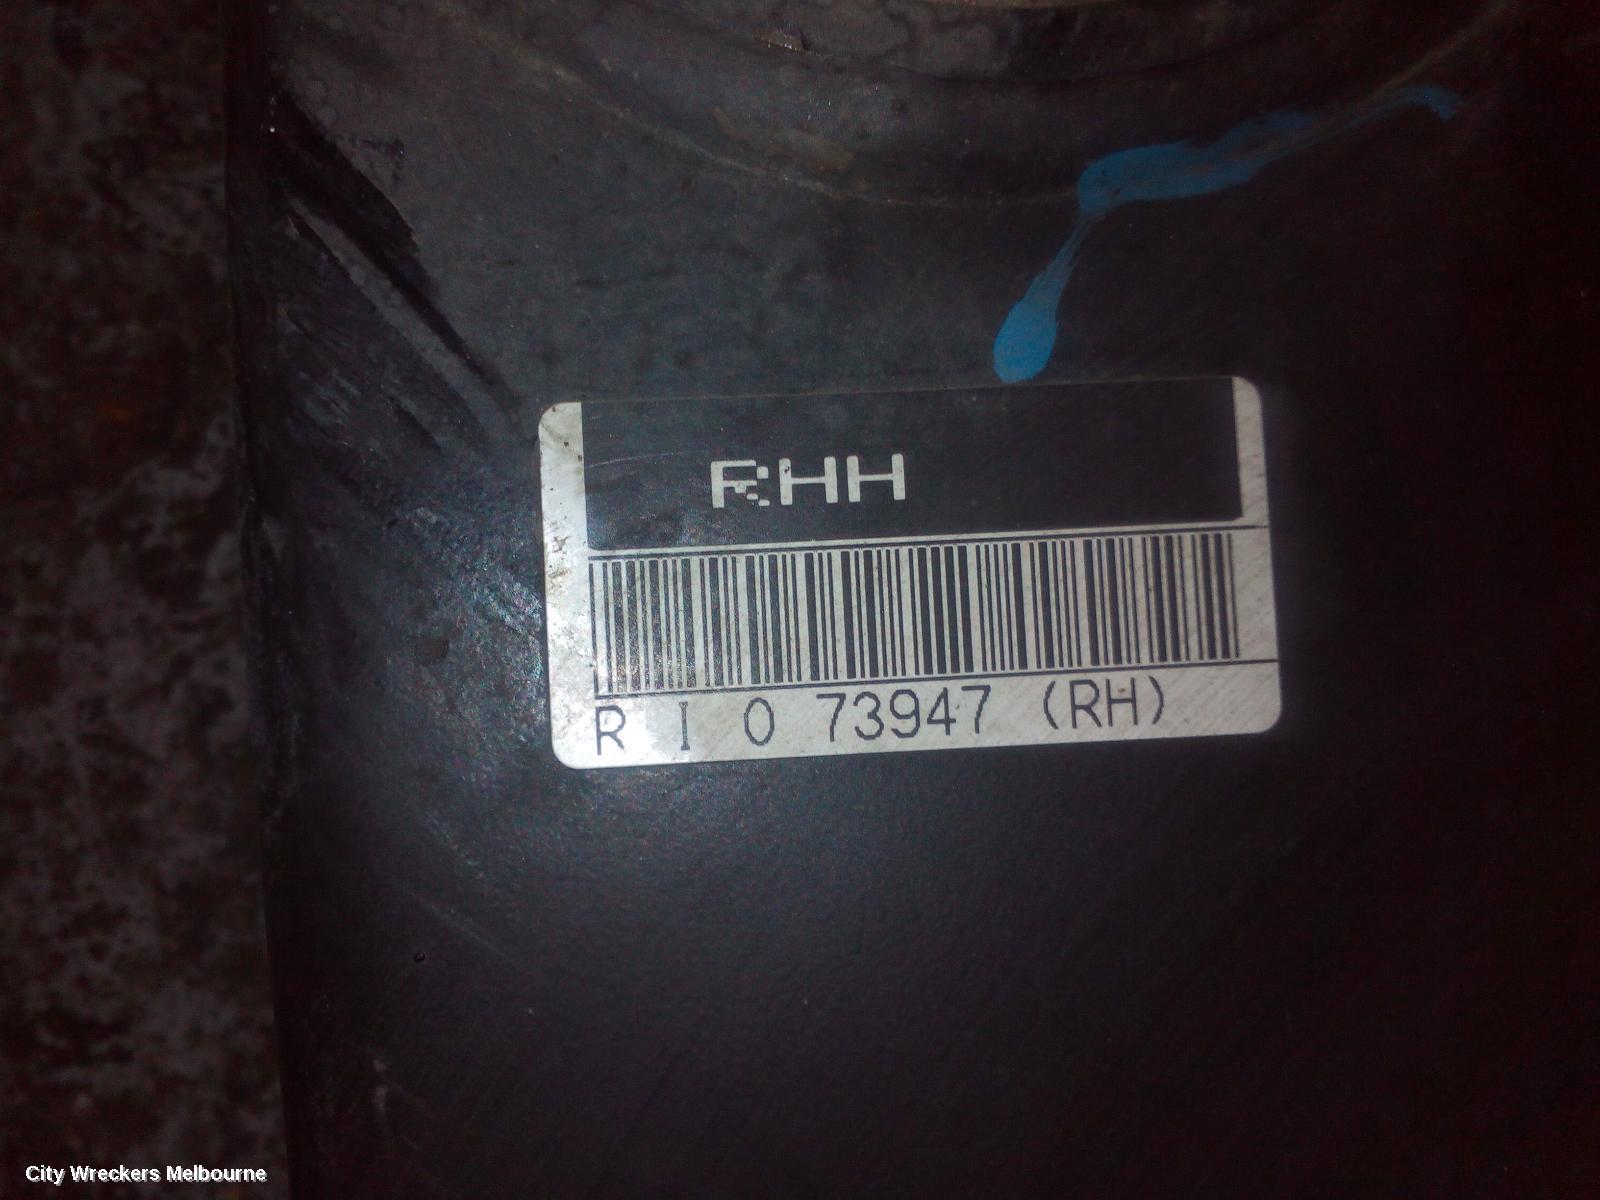 RHH
R I 0 73947 (RH)
City Wreckers Melbourne